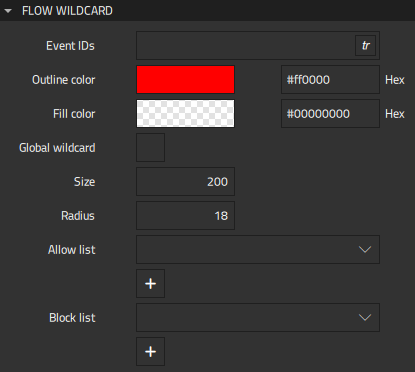 FLOW WILDCARD
Event IDs tr
Outline color #ff0000 Hex
Fill color #00000000 Hex
Global wildcard
Size 200
Radius 18
Allow list
+
Block list
+